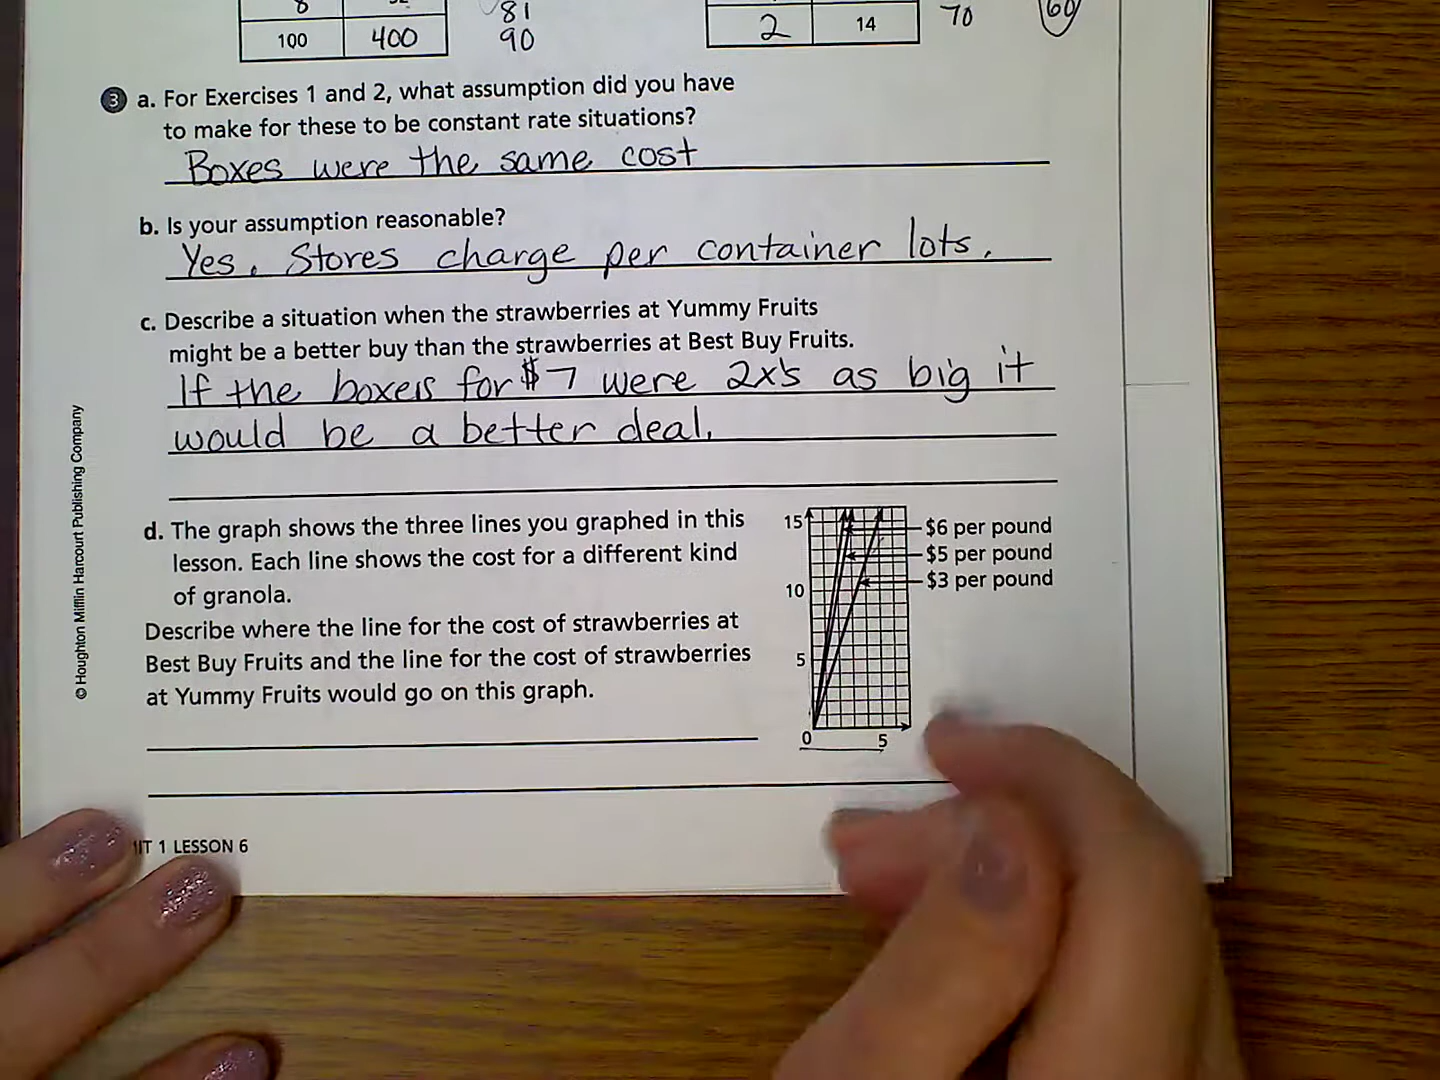 8
81
100 400 90
2 14 70 60
3 a. For Exercises 1 and 2, what assumption did you have
to make for these to be constant rate situations?
Boxes were the same cost
b. Is your assumption reasonable?
Yes. Stores charge per container lots.
c. Describe a situation when the strawberries at Yummy Fruits
might be a better buy than the strawberries at Best Buy Fruits.
If the boxes for $7 were 2x's as big it
would be a better deal.
d. The graph shows the three lines you graphed in this
lesson. Each line shows the cost for a different kind
of granola.
Describe where the line for the cost of strawberries at
Best Buy Fruits and the line for the cost of strawberries
at Yummy Fruits would go on this graph.
15
10
5
0 5
$6 per pound
$5 per pound
$3 per pound
© Houghton Mifflin Harcourt Publishing Company
1 LESSON 6